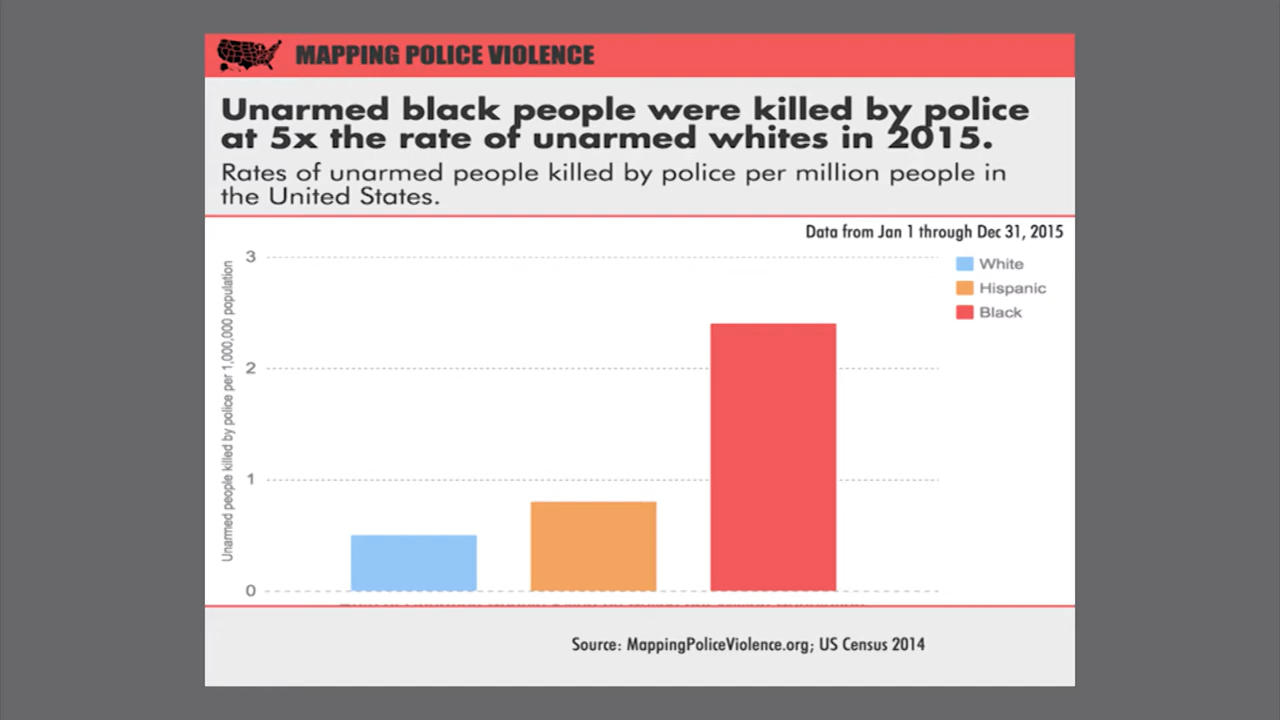 MAPPING POLICE VIOLENCE
Unarmed black people were killed by police
at 5x the rate of unarmed whites in 2015.
Rates of unarmed people killed by police per million people in
the United States.
Data from Jan 1 through Dec 31, 2015
Unarmed people killed by police per 1,000,000 population
3
2
1
0
White
Hispanic
Black
Source: MappingPoliceViolence.org; US Census 2014